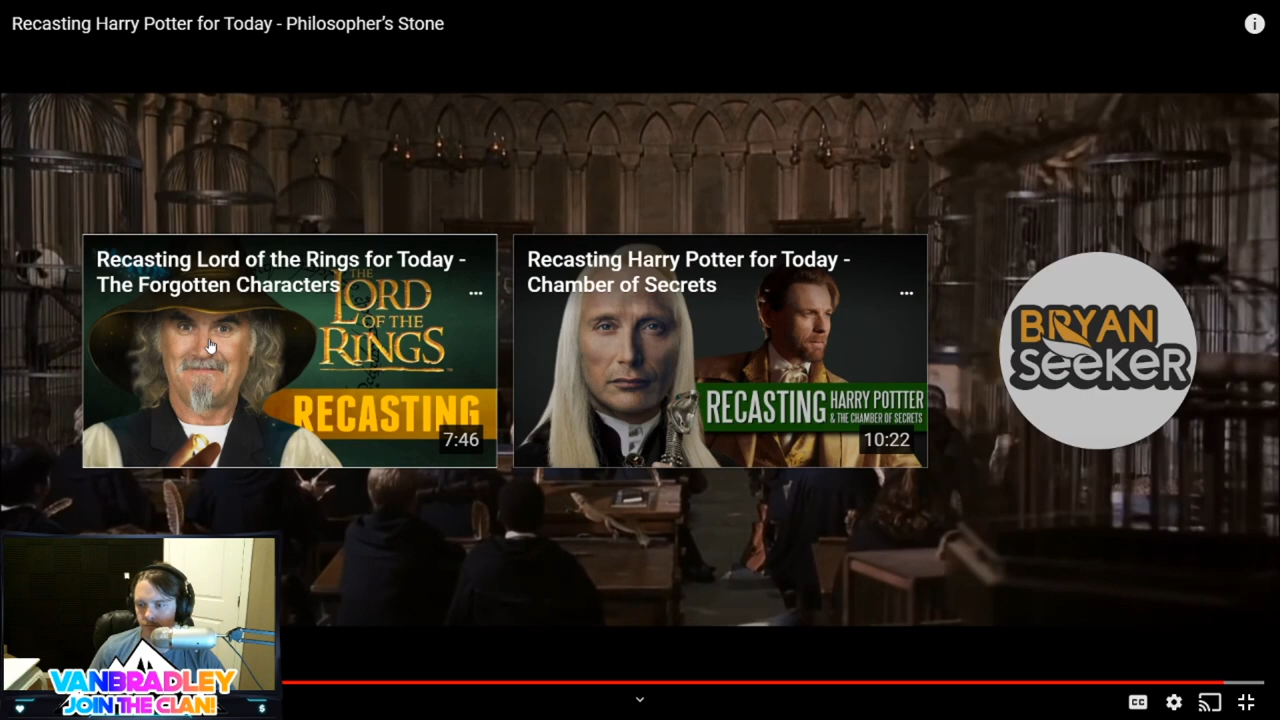 Recasting Harry Potter for Today - Philosopher’s Stone
Recasting Lord of the Rings for Today -
The Forgotten Characters
THE
LORD
OF THE
RINGS
RECASTING
7:46
Recasting Harry Potter for Today -
Chamber of Secrets
RECASTING
HARRY POTTTER
& THE CHAMBER OF SECRETS
10:22
BRYAN
SEEKER
VANBRADLEY
JOIN THE CLAN!
$
CC